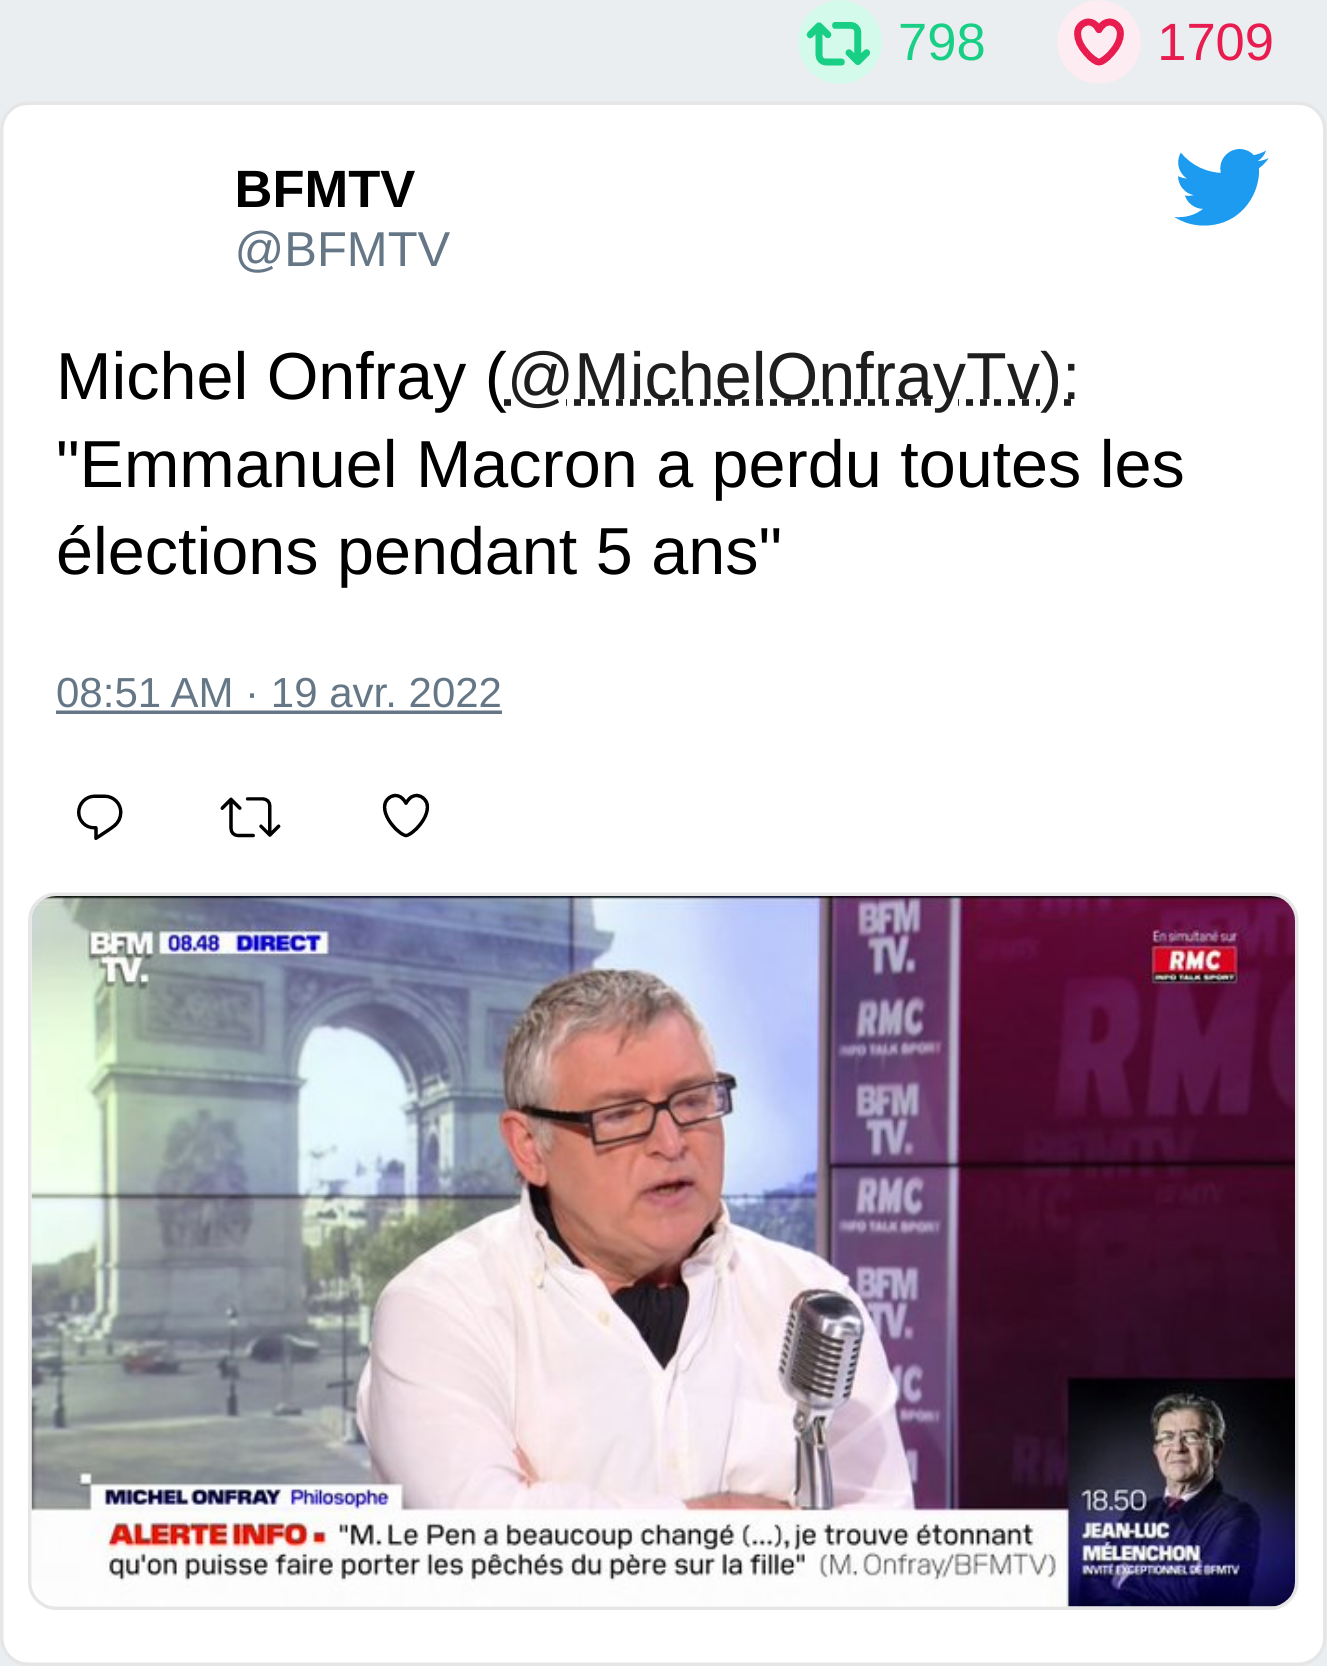 798 1709
BFMTV
@BFMTV
Michel Onfray (@MichelOnfrayTv):
"Emmanuel Macron a perdu toutes les
élections pendant 5 ans"
08:51 AM · 19 avr. 2022
BFM 08.48 DIRECT
TV.
En simultané sur
RMC
INFO TALK SPORT
BFM
TV.
RMC
INFO TALK SPORT
BFM
TV.
RMC
INFO TALK SPORT
BFM
TV.
RMC
MICHEL ONFRAY Philosophe
ALERTE INFO ▪ "M. Le Pen a beaucoup changé (...), je trouve étonnant
qu'on puisse faire porter les pêchés du père sur la fille" (M. Onfray/BFMTV)
18.50
JEAN-LUC
MÉLENCHON
INVITÉ EXCEPTIONNEL DE BFMTV